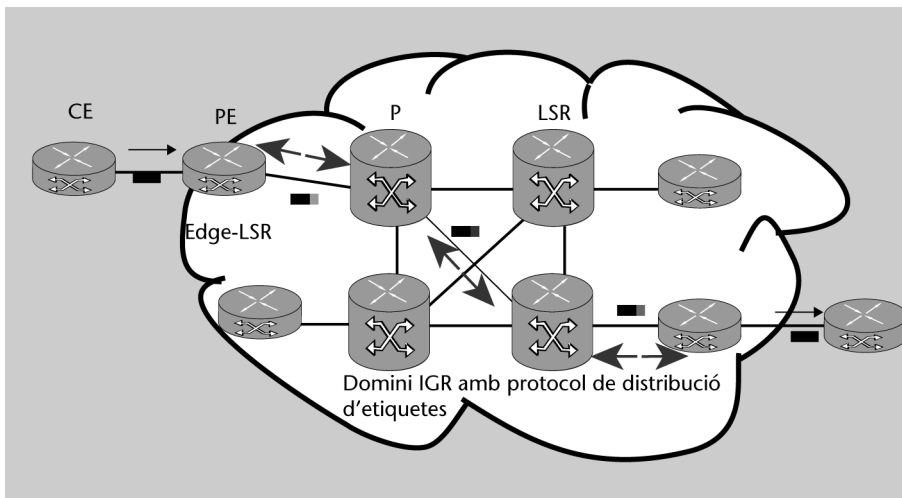 CE
PE
P
LSR
Edge-LSR
Domini IGR amb protocol de distribució
d'etiquetes